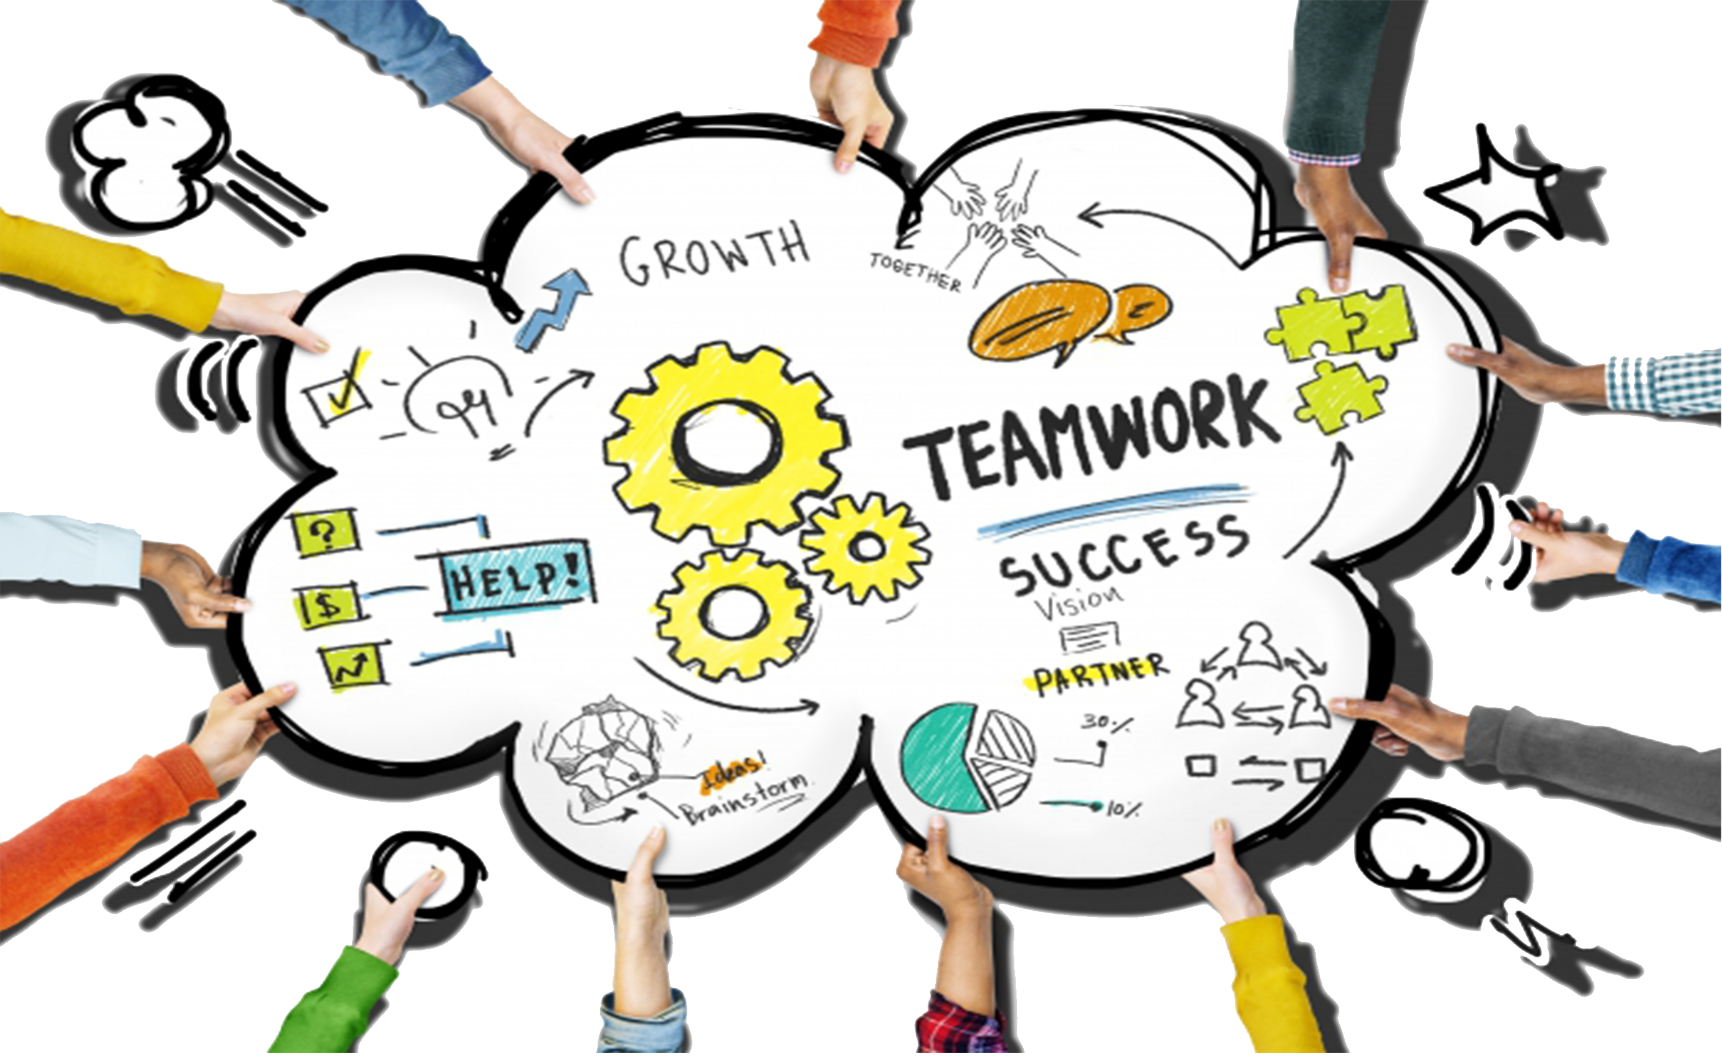 GROWTH
TOGETHER
TEAMWORK
SUCCESS
Vision
PARTNER
?
$
HELP!
30%
10%
Ideas!
Brainstorm.